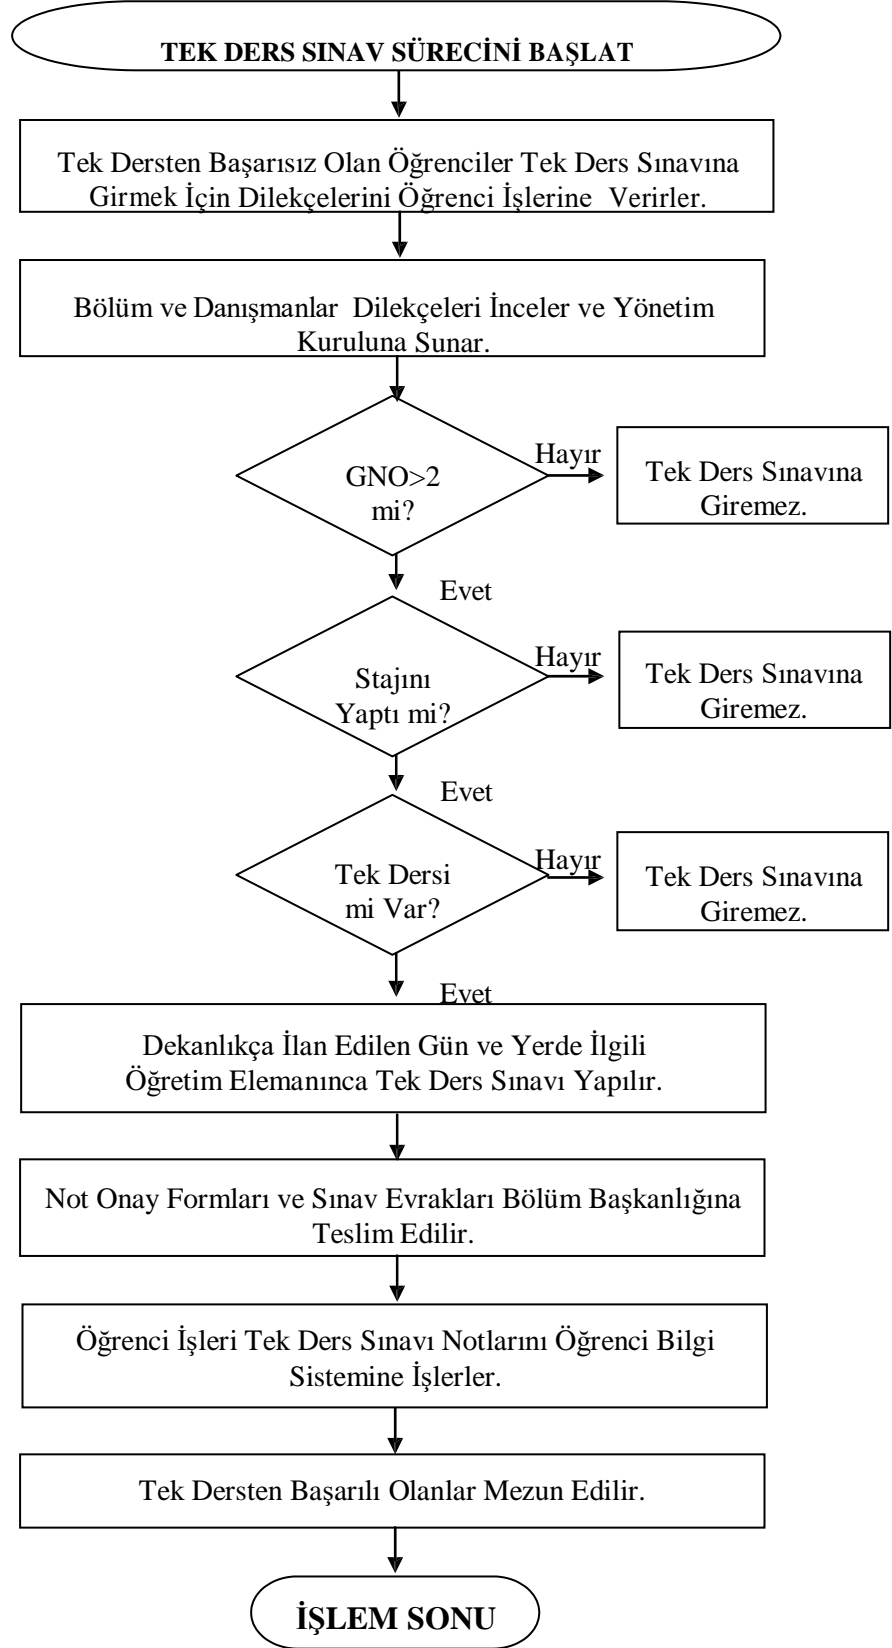 TEK DERS SINAV SÜRECİNİ BAŞLAT
Tek Dersten Başarısız Olan Öğrenciler Tek Ders Sınavına
Girmek İçin Dilekçelerini Öğrenci İşlerine Verirler.
Bölüm ve Danışmanlar Dilekçeleri İnceler ve Yönetim
Kuruluna Sunar.
GNO>2
mi?
Hayır
Tek Ders Sınavına
Giremez.
Evet
Stajını
Yaptı mi?
Hayır
Tek Ders Sınavına
Giremez.
Evet
Tek Dersi
mi Var?
Hayır
Tek Ders Sınavına
Giremez.
Evet
Dekanlıkça İlan Edilen Gün ve Yerde İlgili
Öğretim Elemanınca Tek Ders Sınavı Yapılır.
Not Onay Formları ve Sınav Evrakları Bölüm Başkanlığına
Teslim Edilir.
Öğrenci İşleri Tek Ders Sınavı Notlarını Öğrenci Bilgi
Sistemine İşlerler.
Tek Dersten Başarılı Olanlar Mezun Edilir.
İŞLEM SONU